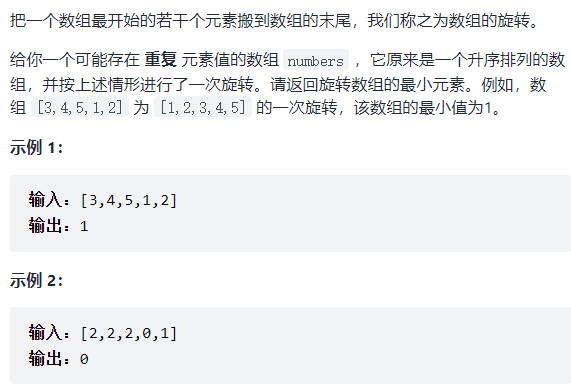 把一个数组最开始的若干个元素搬到数组的末尾，我们称之为数组的旋转。
给你一个可能存在 重复 元素值的数组 numbers ，它原来是一个升序排列的数
组，并按上述情形进行了一次旋转。请返回旋转数组的最小元素。例如，数
组 [3,4,5,1,2] 为 [1,2,3,4,5] 的一次旋转，该数组的最小值为1。
示例 1：
输入：[3,4,5,1,2]
输出：1
示例 2：
输入：[2,2,2,0,1]
输出：0